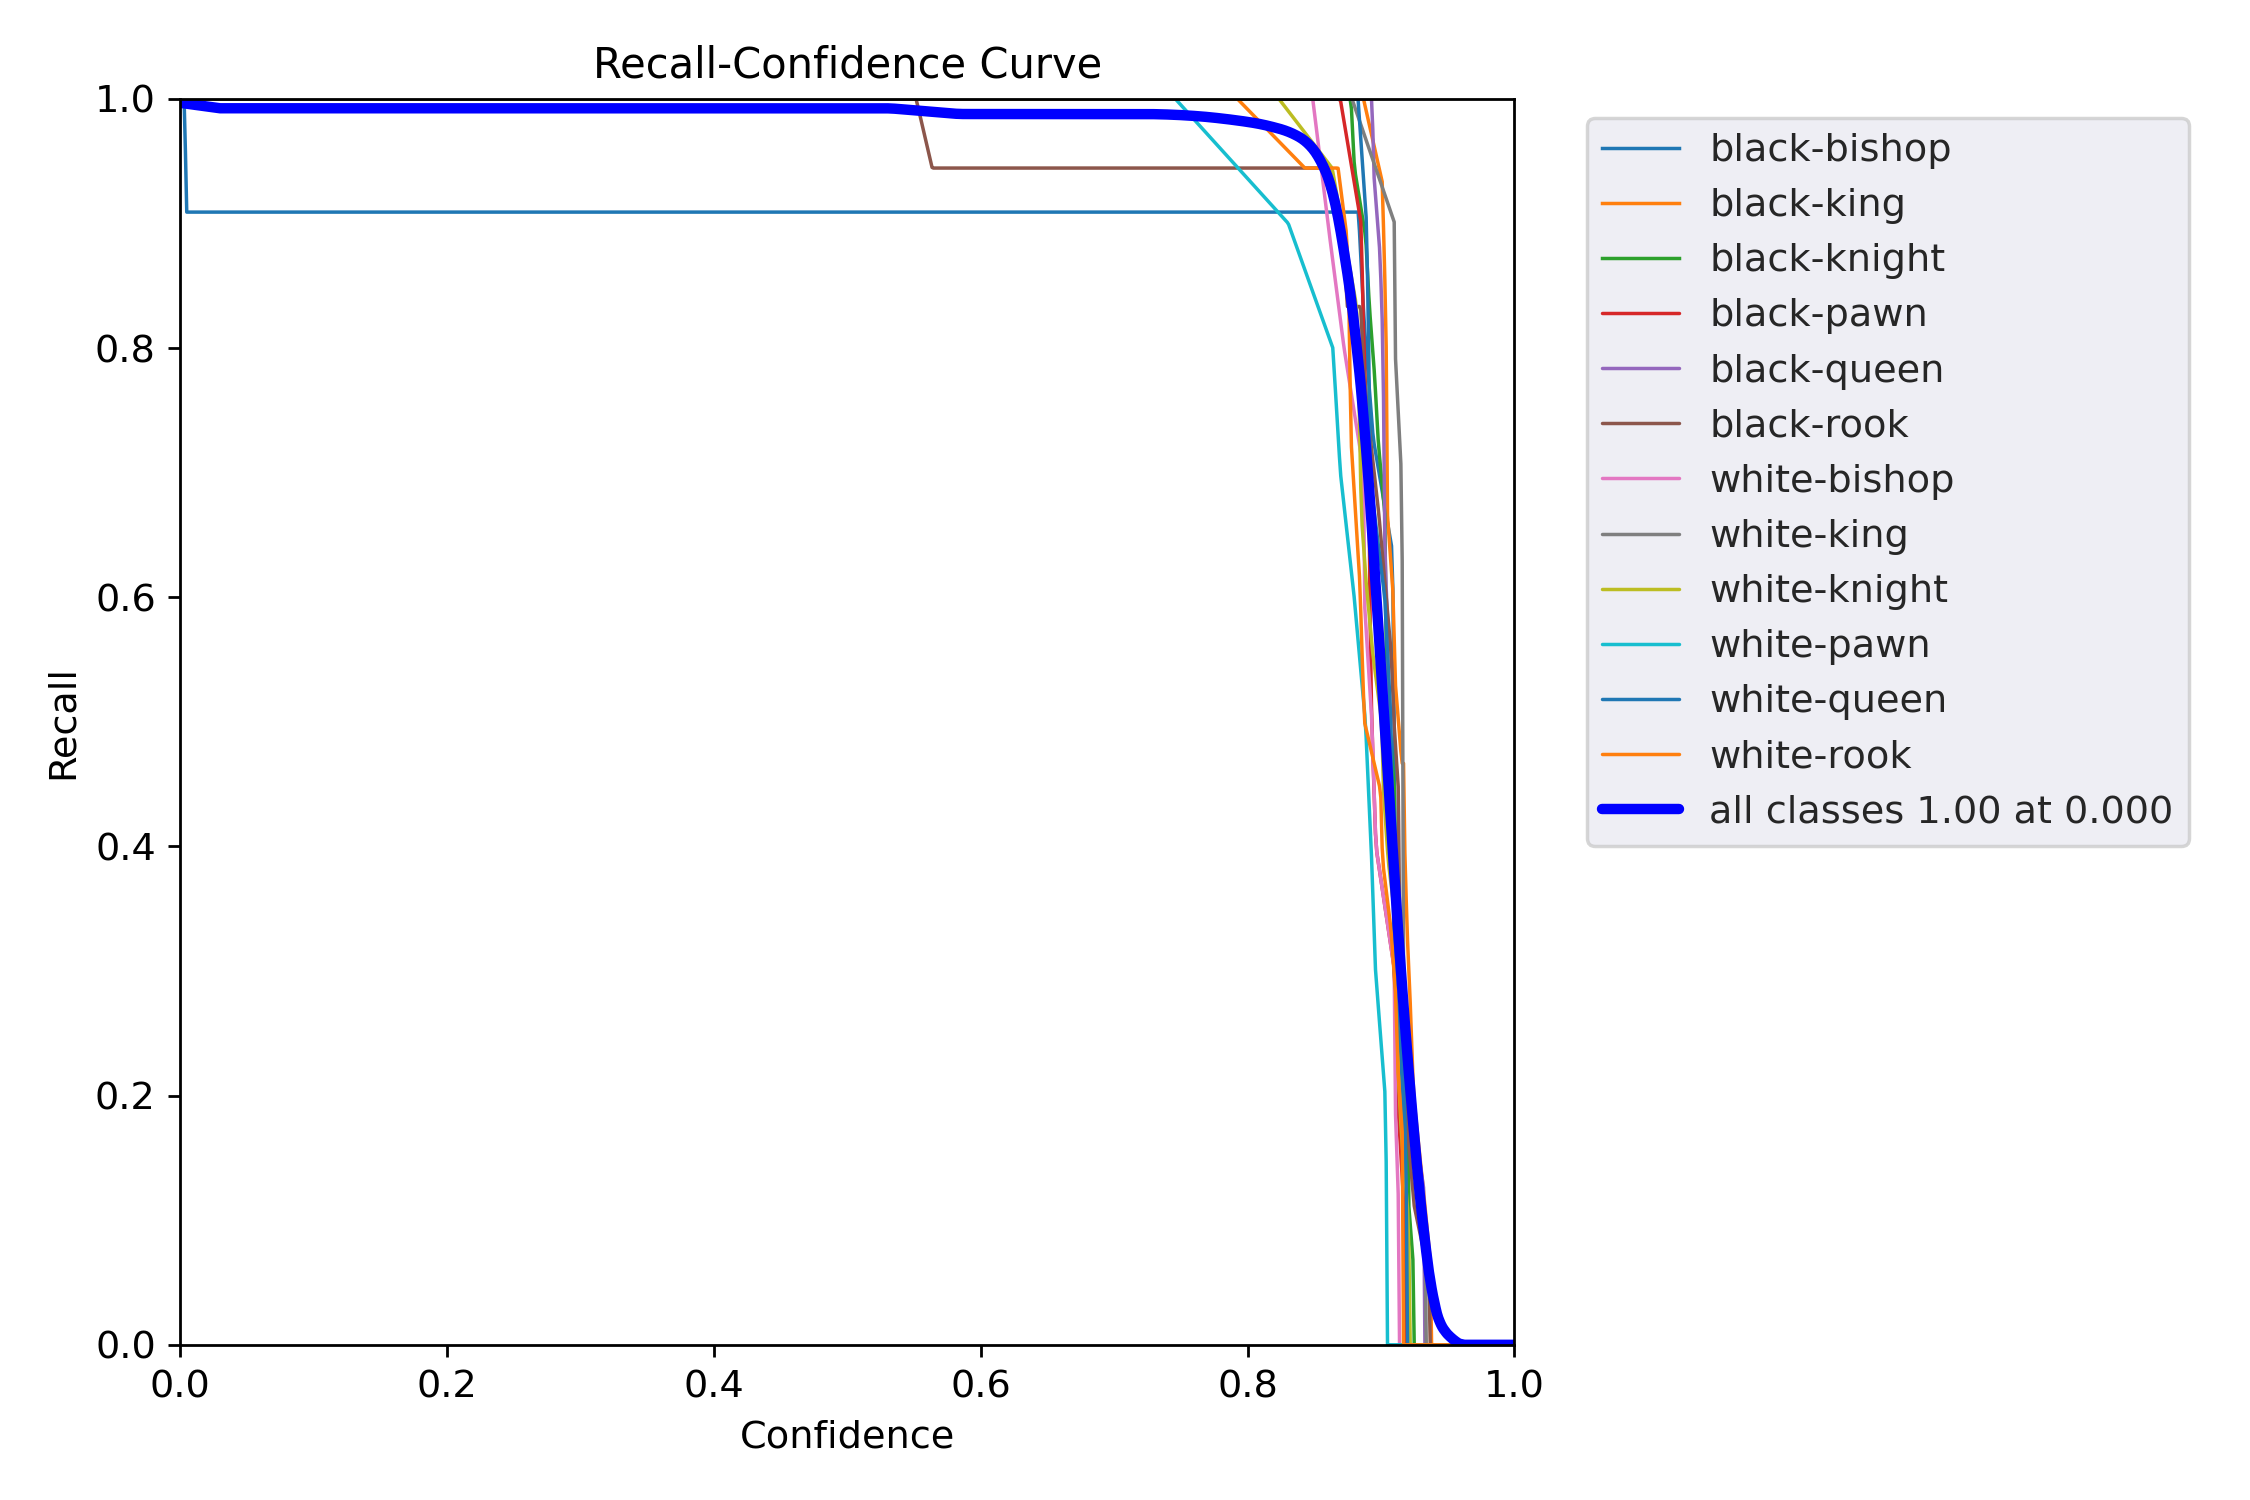 Recall-Confidence Curve
1.0
0.8
0.6
0.4
0.2
0.0
Recall
0.0 0.2 0.4 0.6 0.8 1.0
Confidence
black-bishop
black-king
black-knight
black-pawn
black-queen
black-rook
white-bishop
white-king
white-knight
white-pawn
white-queen
white-rook
all classes 1.00 at 0.000